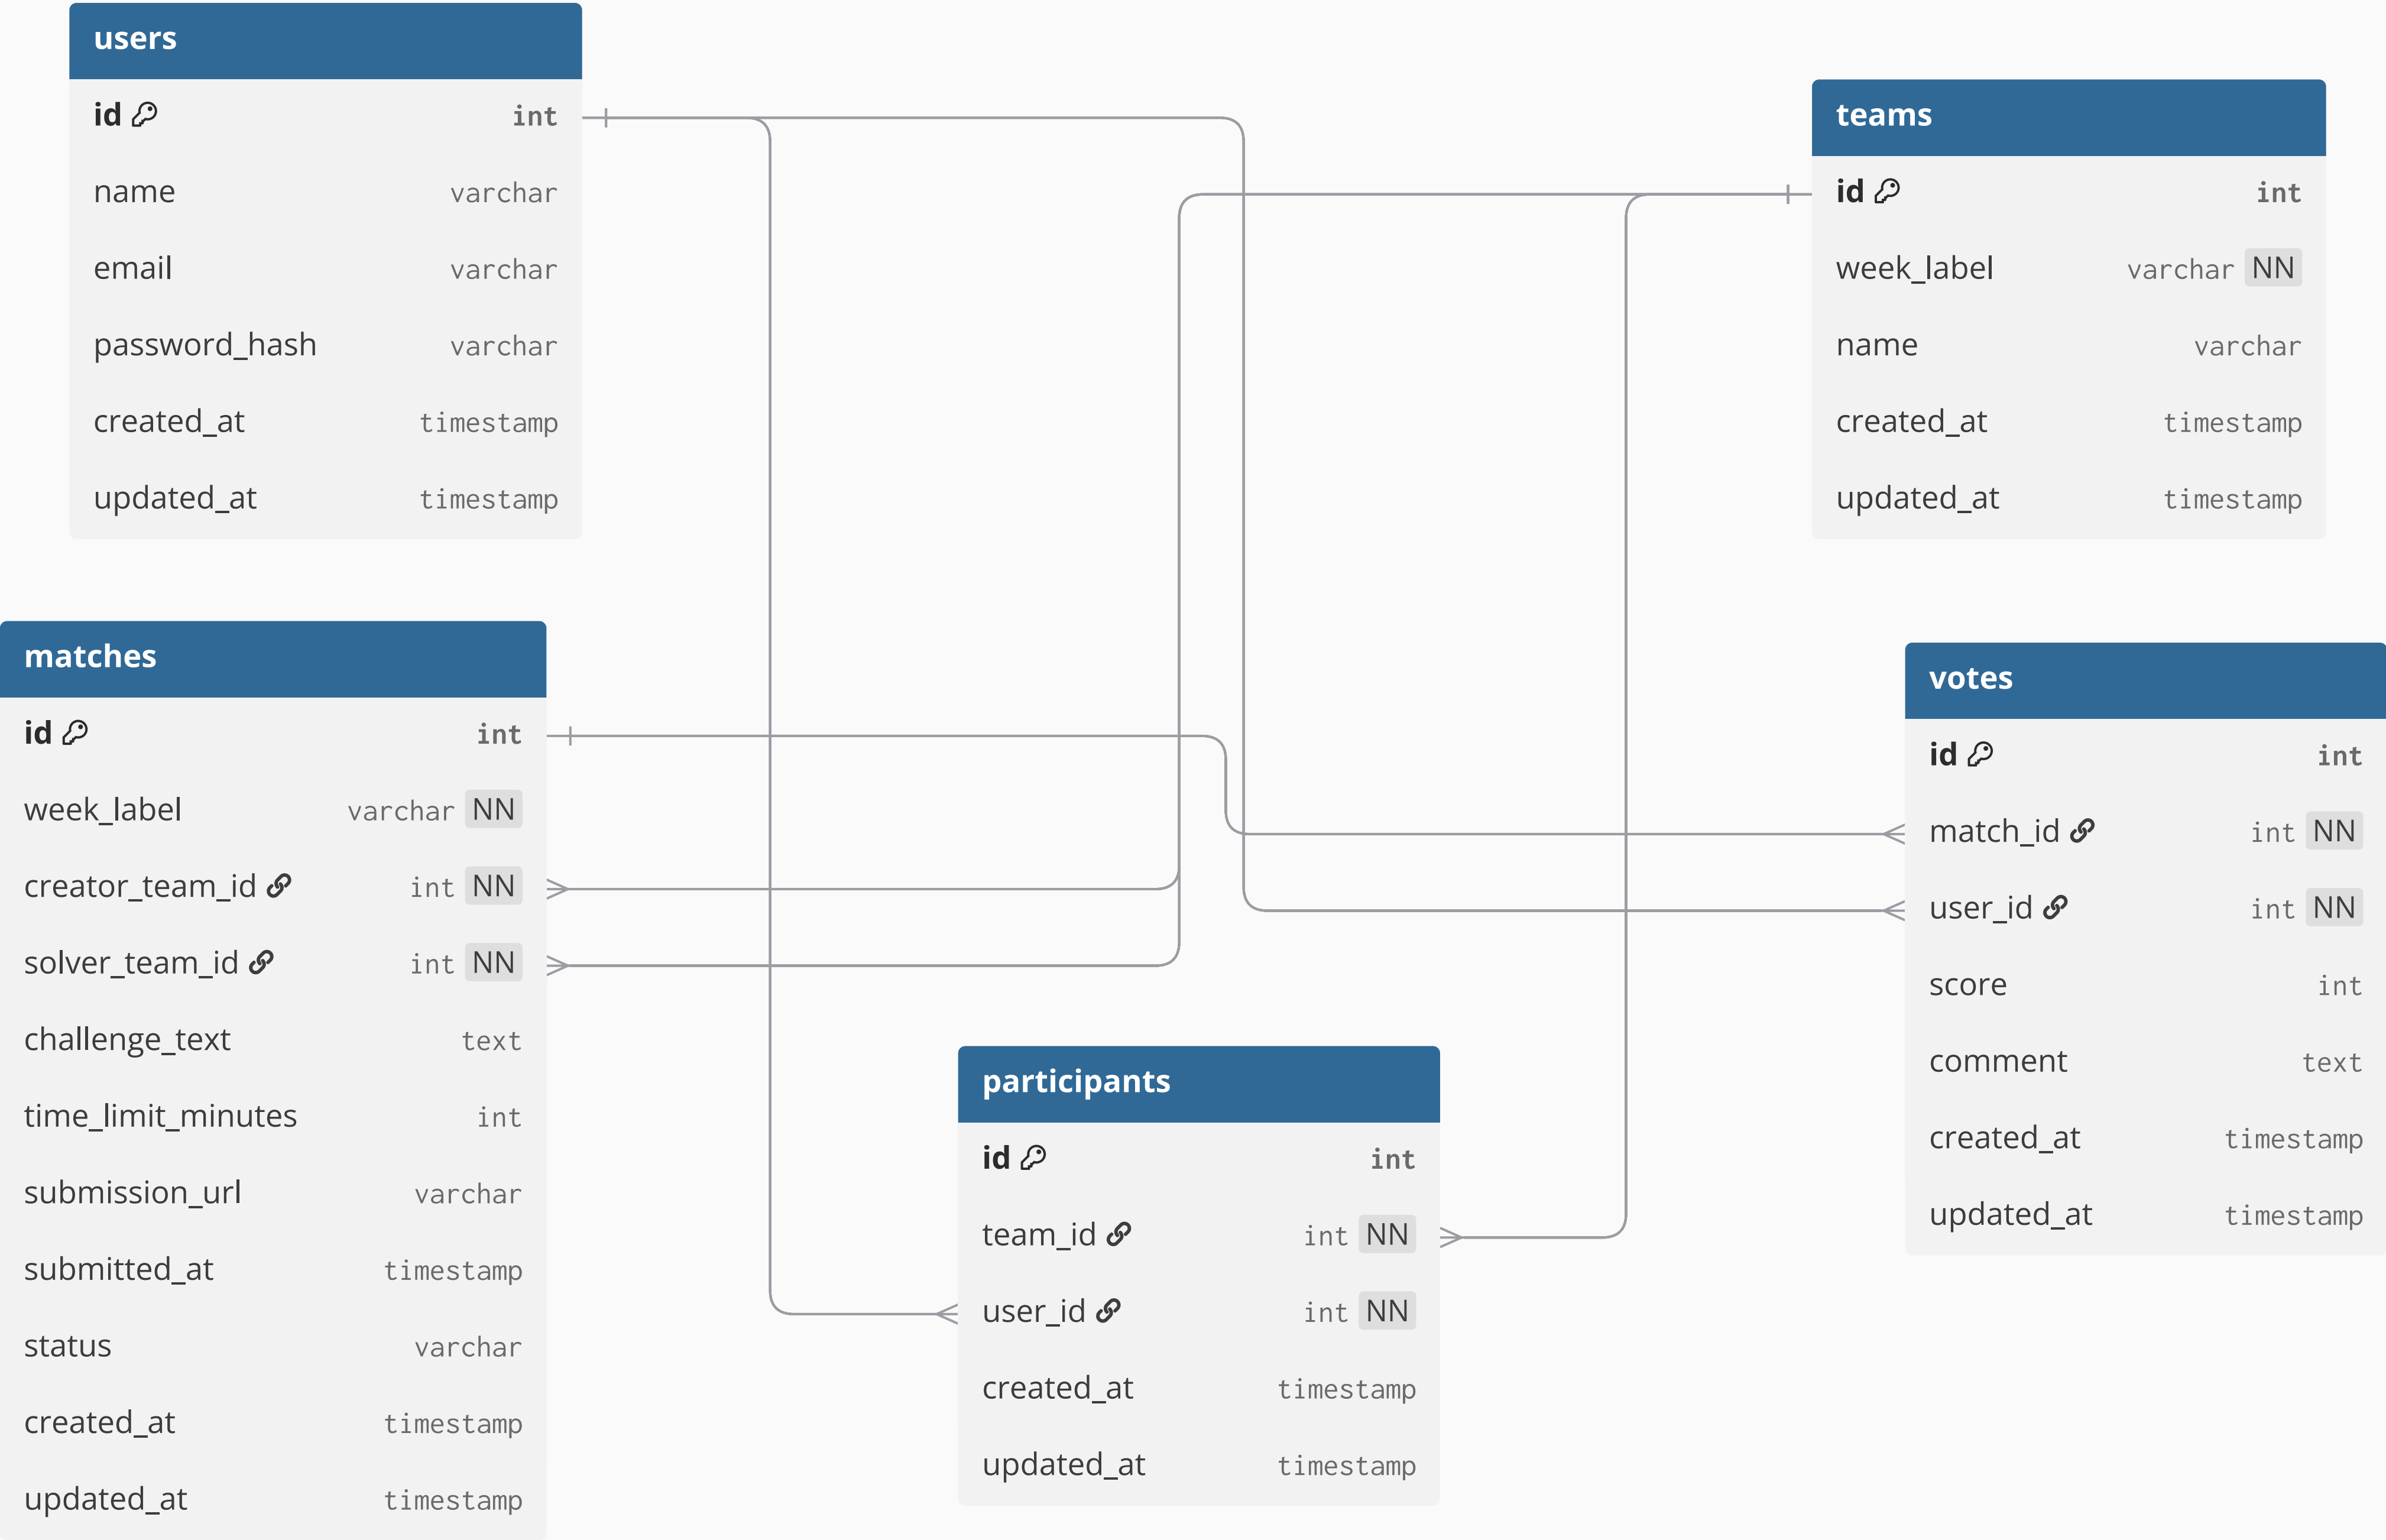 users
id int
name varchar
email varchar
password_hash varchar
created_at timestamp
updated_at timestamp
teams
id int
week_label varchar NN
name varchar
created_at timestamp
updated_at timestamp
matches
id int
week_label varchar NN
creator_team_id int NN
solver_team_id int NN
challenge_text text
time_limit_minutes int
submission_url varchar
submitted_at timestamp
status varchar
created_at timestamp
updated_at timestamp
votes
id int
match_id int NN
user_id int NN
score int
comment text
created_at timestamp
updated_at timestamp
participants
id int
team_id int NN
user_id int NN
created_at timestamp
updated_at timestamp